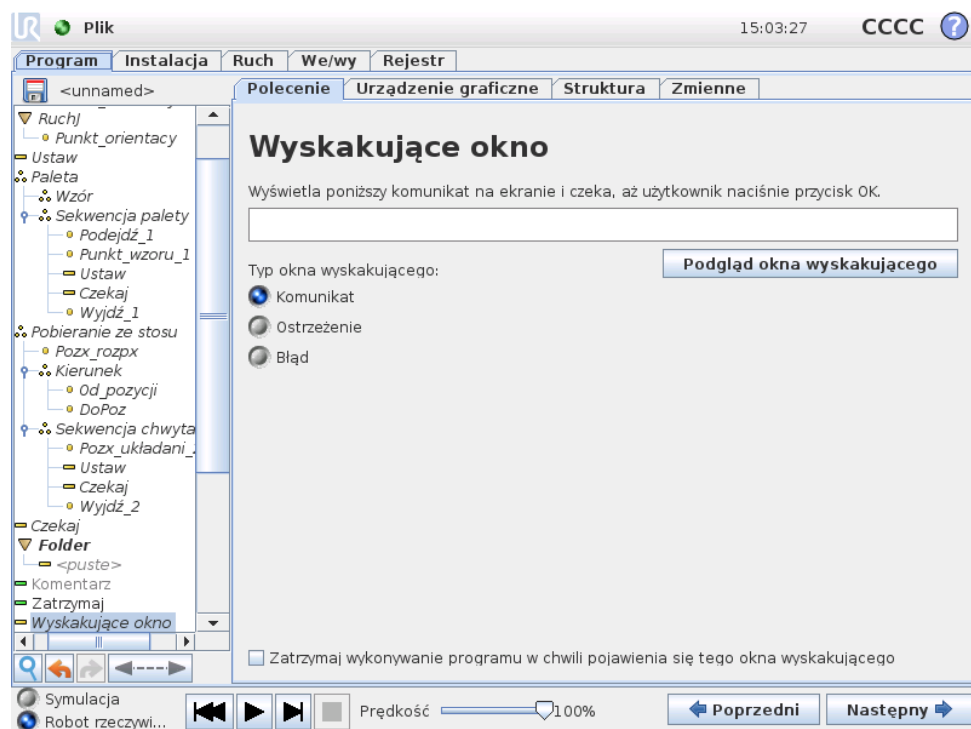 UR Plik 15:03:27 CCCC ?
Program Instalacja Ruch We/wy Rejestr
<unnamed>
Polecenie Urządzenie graficzne Struktura Zmienne
RuchJ
Punkt_orientacy
Ustaw
Paleta
Wzór
Sekwencja palety
Podejdź_1
Punkt_wzoru_1
Ustaw
Czekaj
Wyjdź_1
Pobieranie ze stosu
Pozx_rozpx
Kierunek
Od_pozycji
DoPoz
Sekwencja chwyta
Pozx_układani_2
Ustaw
Czekaj
Wyjdź_2
Czekaj
Folder
<puste>
Komentarz
Zatrzymaj
Wyskakujące okno
Wyskakujące okno
Wyświetla poniższy komunikat na ekranie i czeka, aż użytkownik naciśnie przycisk OK.
Typ okna wyskakującego:
Podgląd okna wyskakującego
Komunikat
Ostrzeżenie
Błąd
Zatrzymaj wykonywanie programu w chwili pojawienia się tego okna wyskakującego
Symulacja
Robot rzeczywi...
Prędkość 100%
Poprzedni
Następny